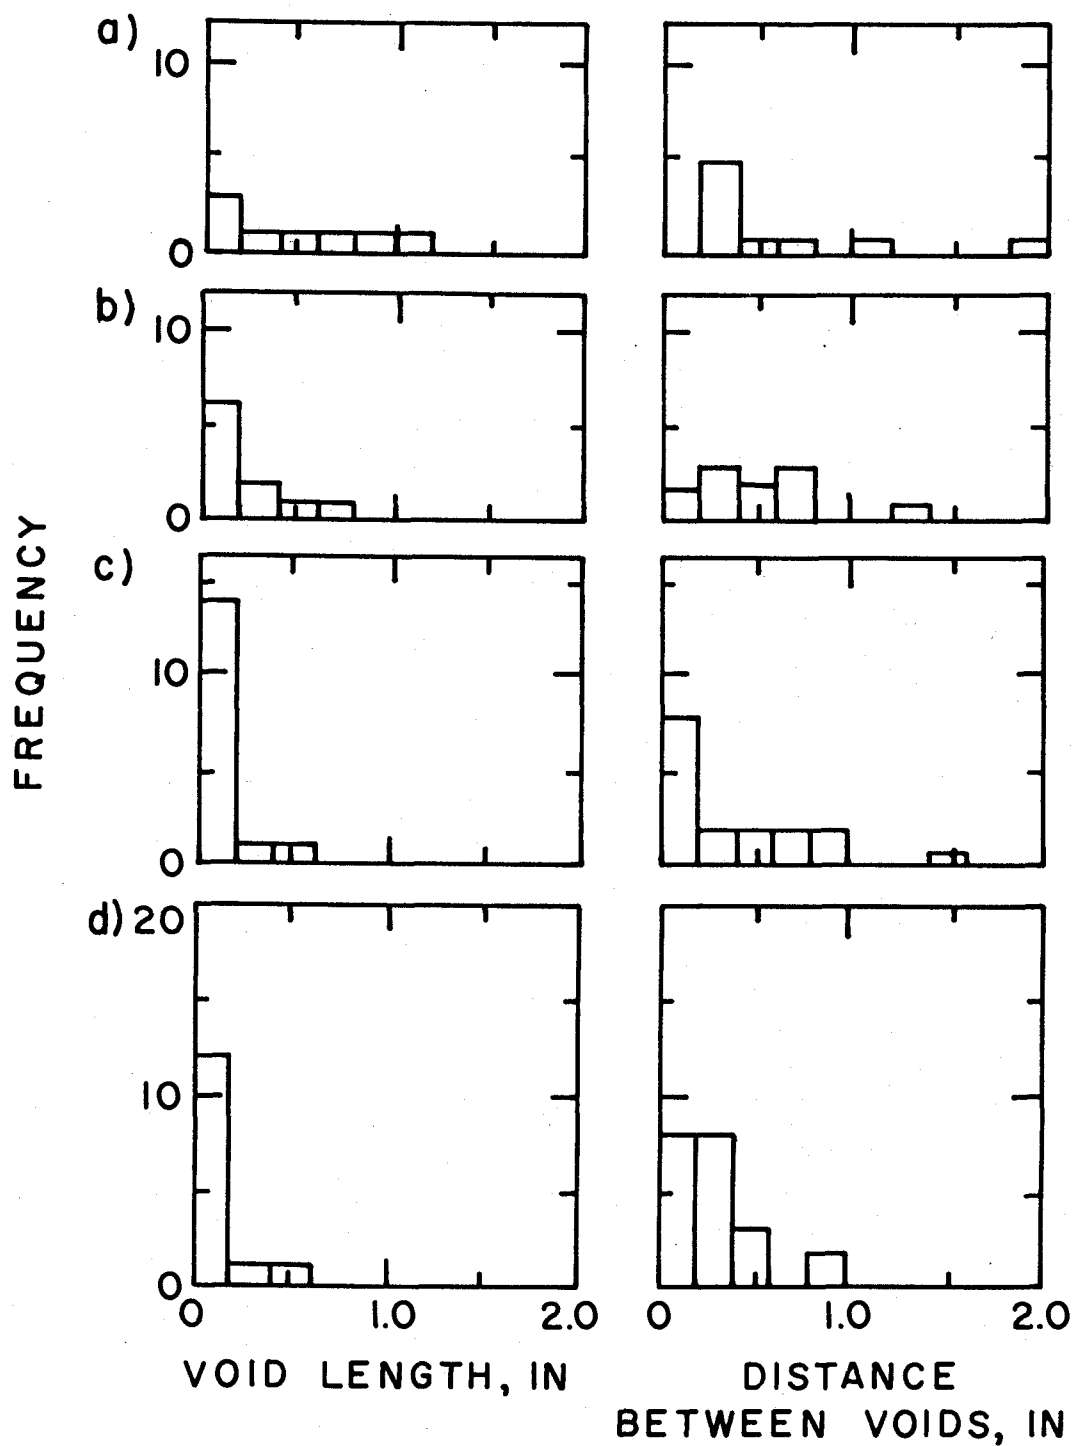 a)
10
0
b)
10
0
c)
10
0
d) 20
10
0
FREQUENCY
0 1.0 2.0
0 1.0 2.0
VOID LENGTH, IN
DISTANCE
BETWEEN VOIDS, IN